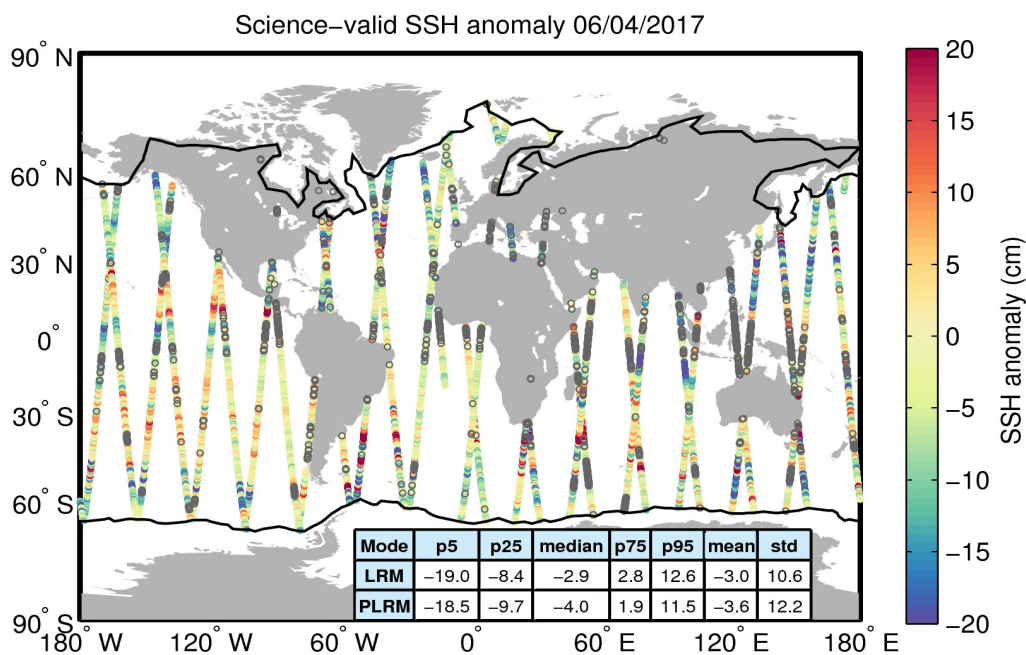 Science−valid SSH anomaly 06/04/2017
90° N
60° N
30° N
0°
30° S
60° S
90° S
180° W
120° W
60° W
0°
60° E
120° E
180° E
Mode p5 p25 median p75 p95 mean std
LRM −19.0 −8.4 −2.9 2.8 12.6 −3.0 10.6
PLRM −18.5 −9.7 −4.0 1.9 11.5 −3.6 12.2
20
15
10
5
0
−5
−10
−15
−20
SSH anomaly (cm)